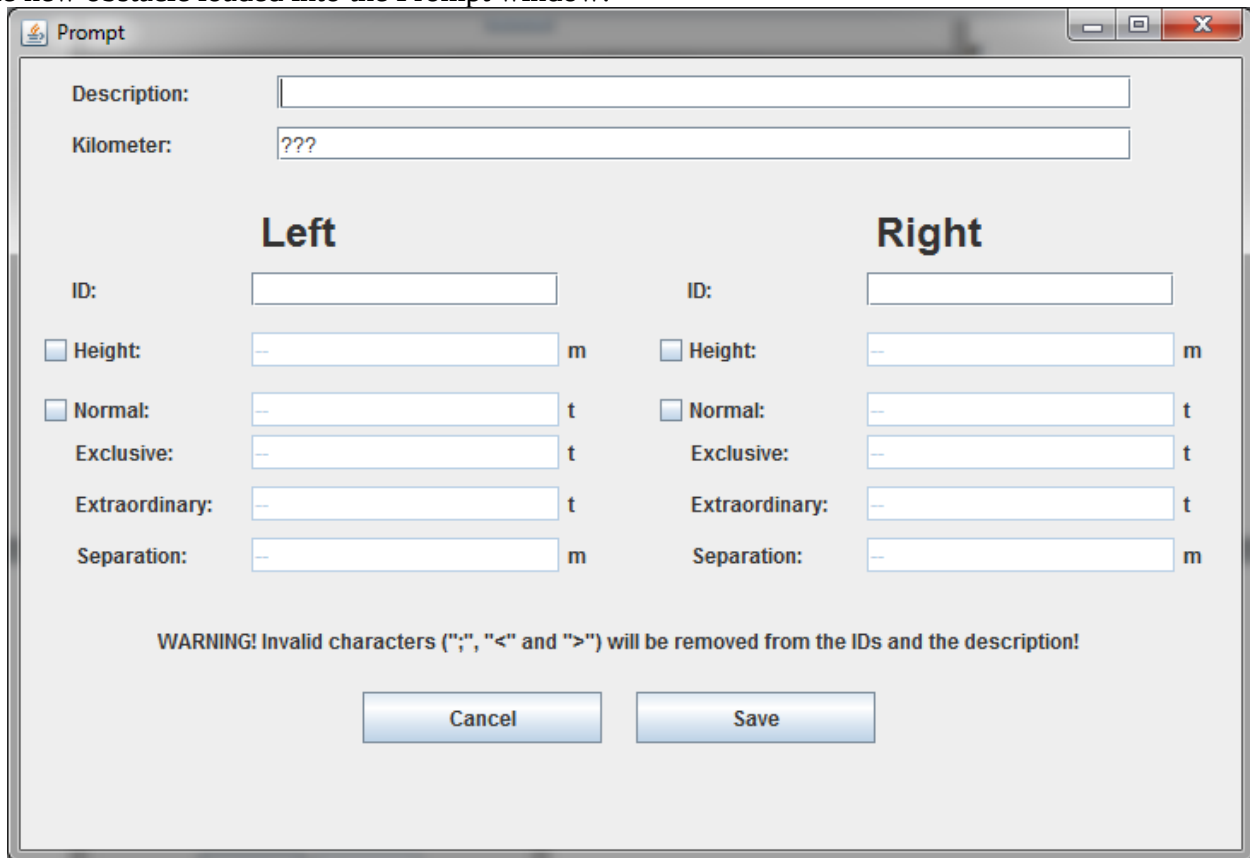 Prompt
Description:
Kilometer: ???
Left Right
ID: ID:
Height: -- m Height: -- m
Normal: -- t Normal: -- t
Exclusive: -- t Exclusive: -- t
Extraordinary: -- t Extraordinary: -- t
Separation: -- m Separation: -- m
WARNING! Invalid characters (";", "<" and ">") will be removed from the IDs and the description!
Cancel Save